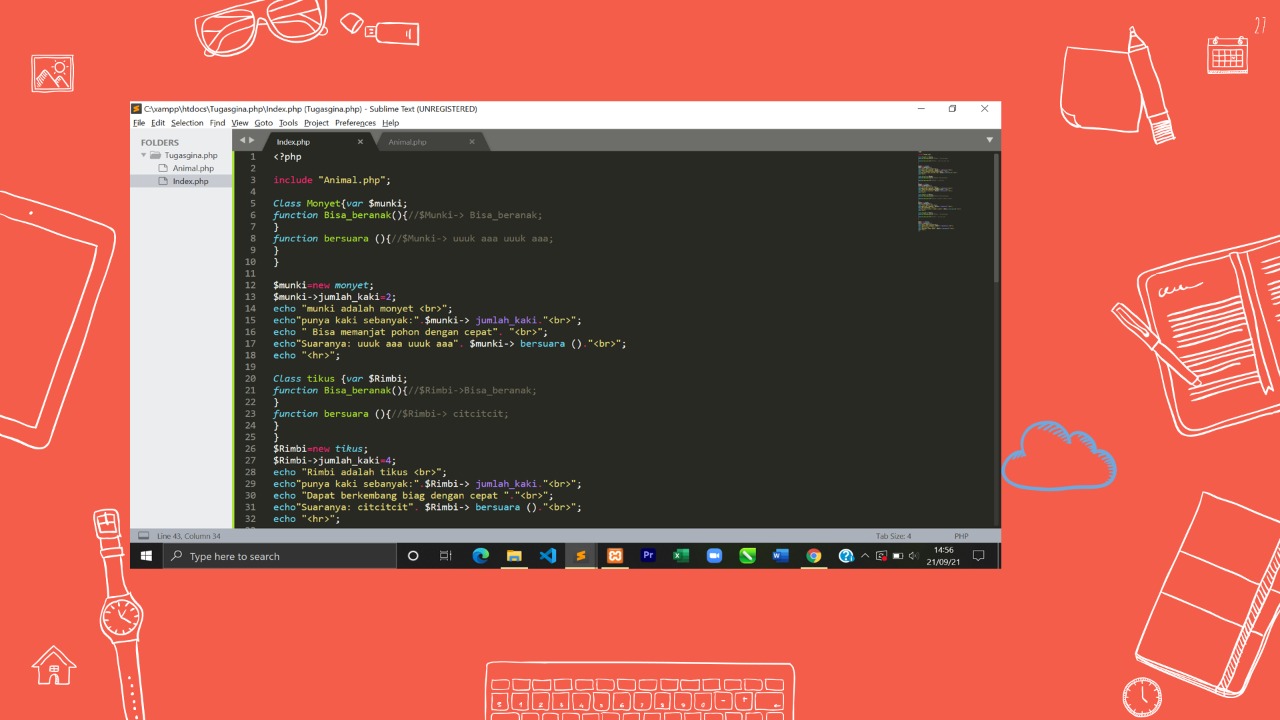 27
C:\xampp\htdocs\Tugasgina.php\Index.php (Tugasgina.php) - Sublime Text (UNREGISTERED)
File Edit Selection Find View Goto Tools Project Preferences Help
FOLDERS
Tugasgina.php
Animal.php
Index.php
Index.php Animal.php
1 <?php
2
3 include "Animal.php";
4
5 Class Monyet{var $munki;
6 function Bisa_beranak(){//$Munki-> Bisa_beranak;
7 }
8 function bersuara (){//$Munki-> uuuk aaa uuuk aaa;
9 }
10 }
11
12 $munki=new monyet;
13 $munki->jumlah_kaki=2;
14 echo "munki adalah monyet <br>";
15 echo"punya kaki sebanyak:".$munki-> jumlah_kaki."<br>";
16 echo " Bisa memanjat pohon dengan cepat". "<br>";
17 echo"Suaranya: uuuk aaa uuuk aaa". $munki-> bersuara ()."<br>";
18 echo "<hr>";
19
20 Class tikus {var $Rimbi;
21 function Bisa_beranak(){//$Rimbi->Bisa_beranak;
22 }
23 function bersuara (){//$Rimbi-> citcitcit;
24 }
25 }
26 $Rimbi=new tikus;
27 $Rimbi->jumlah_kaki=4;
28 echo "Rimbi adalah tikus <br>";
29 echo"punya kaki sebanyak:".$Rimbi-> jumlah_kaki."<br>";
30 echo "Dapat berkembang biag dengan cepat "."<br>";
31 echo"Suaranya: citcitcit". $Rimbi-> bersuara ()."<br>";
32 echo "<hr>";
Line 43, Column 34 Tab Size: 4 PHP
Type here to search
14:56
21/09/21